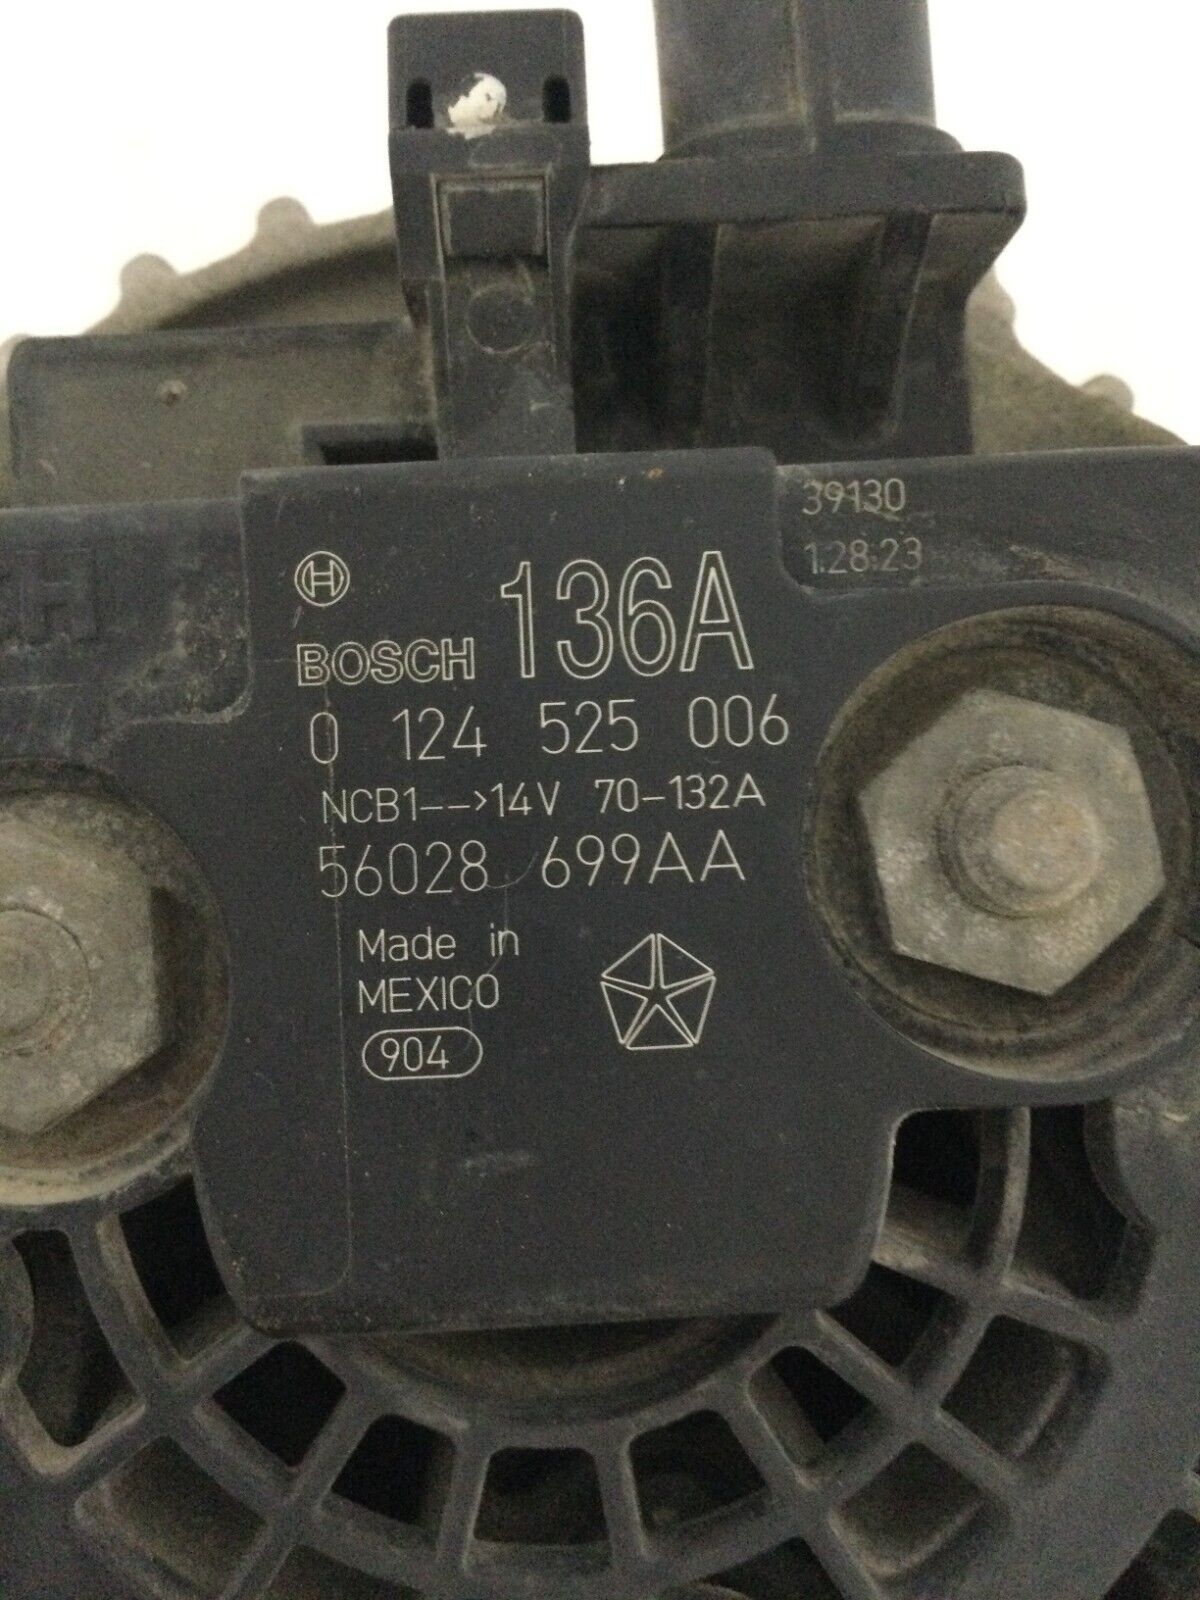 39130
1:28:23
H
BOSCH 136A
0 124 525 006
NCB1-->14V 70-132A
56028 699AA
Made in
MEXICO
904